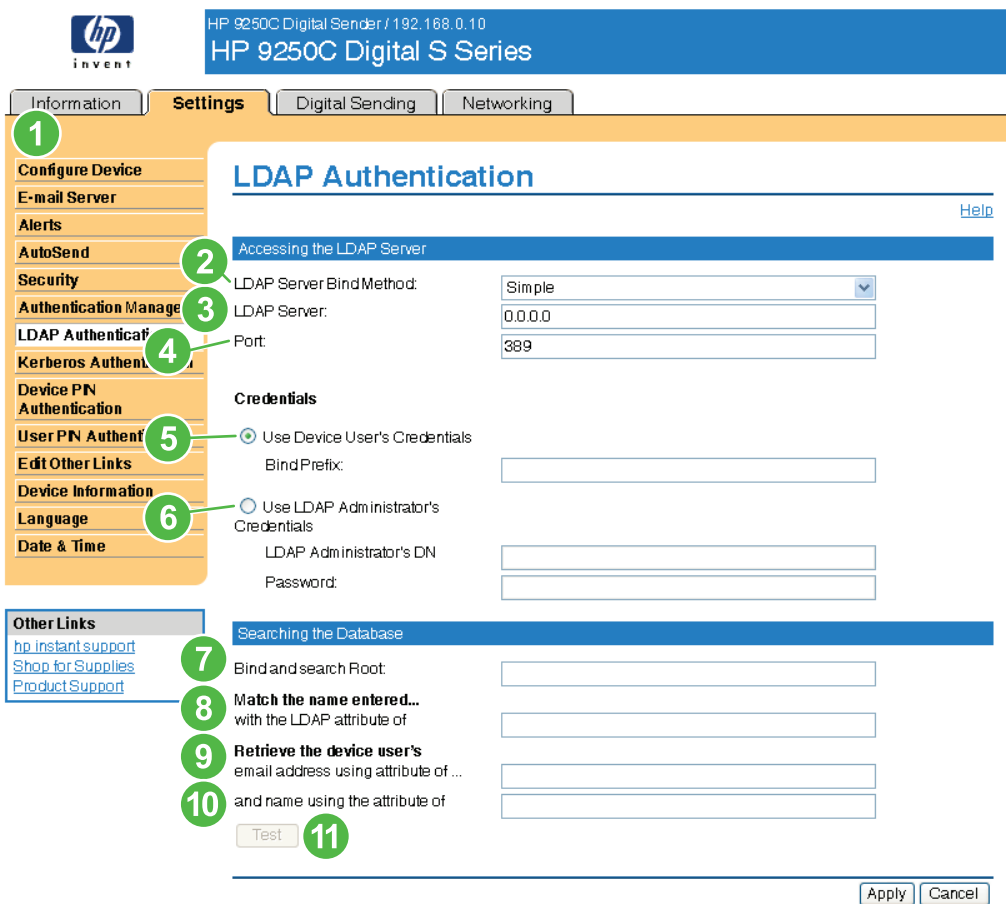 hp
invent
HP 9250C Digital Sender / 192.168.0.10
HP 9250C Digital S Series
Information
Settings
Digital Sending
Networking
1
Configure Device
E-mail Server
Alerts
AutoSend
Security
Authentication Manage
LDAP Authenticati
Kerberos Authen
Device PIN
Authentication
User PIN Authenti
Edit Other Links
Device Information
Language
Date & Time
Other Links
hp instant support
Shop for Supplies
Product Support
LDAP Authentication
Help
Accessing the LDAP Server
2
LDAP Server Bind Method:
Simple
3
LDAP Server:
0.0.0.0
4
Port:
389
Credentials
5
Use Device User's Credentials
Bind Prefix:
6
Use LDAP Administrator's
Credentials
LDAP Administrator's DN
Password:
Searching the Database
7
Bind and search Root:
8
Match the name entered...
with the LDAP attribute of
9
Retrieve the device user's
email address using attribute of ...
10
and name using the attribute of
Test
11
Apply
Cancel